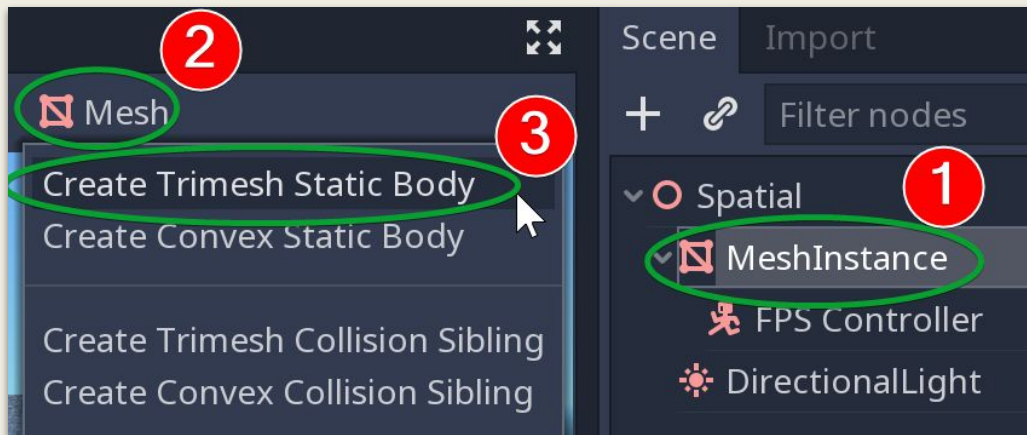 2
Mesh
3
Create Trimesh Static Body
Create Convex Static Body
Create Trimesh Collision Sibling
Create Convex Collision Sibling
Scene Import
Filter nodes
1
Spatial
MeshInstance
FPS Controller
DirectionalLight